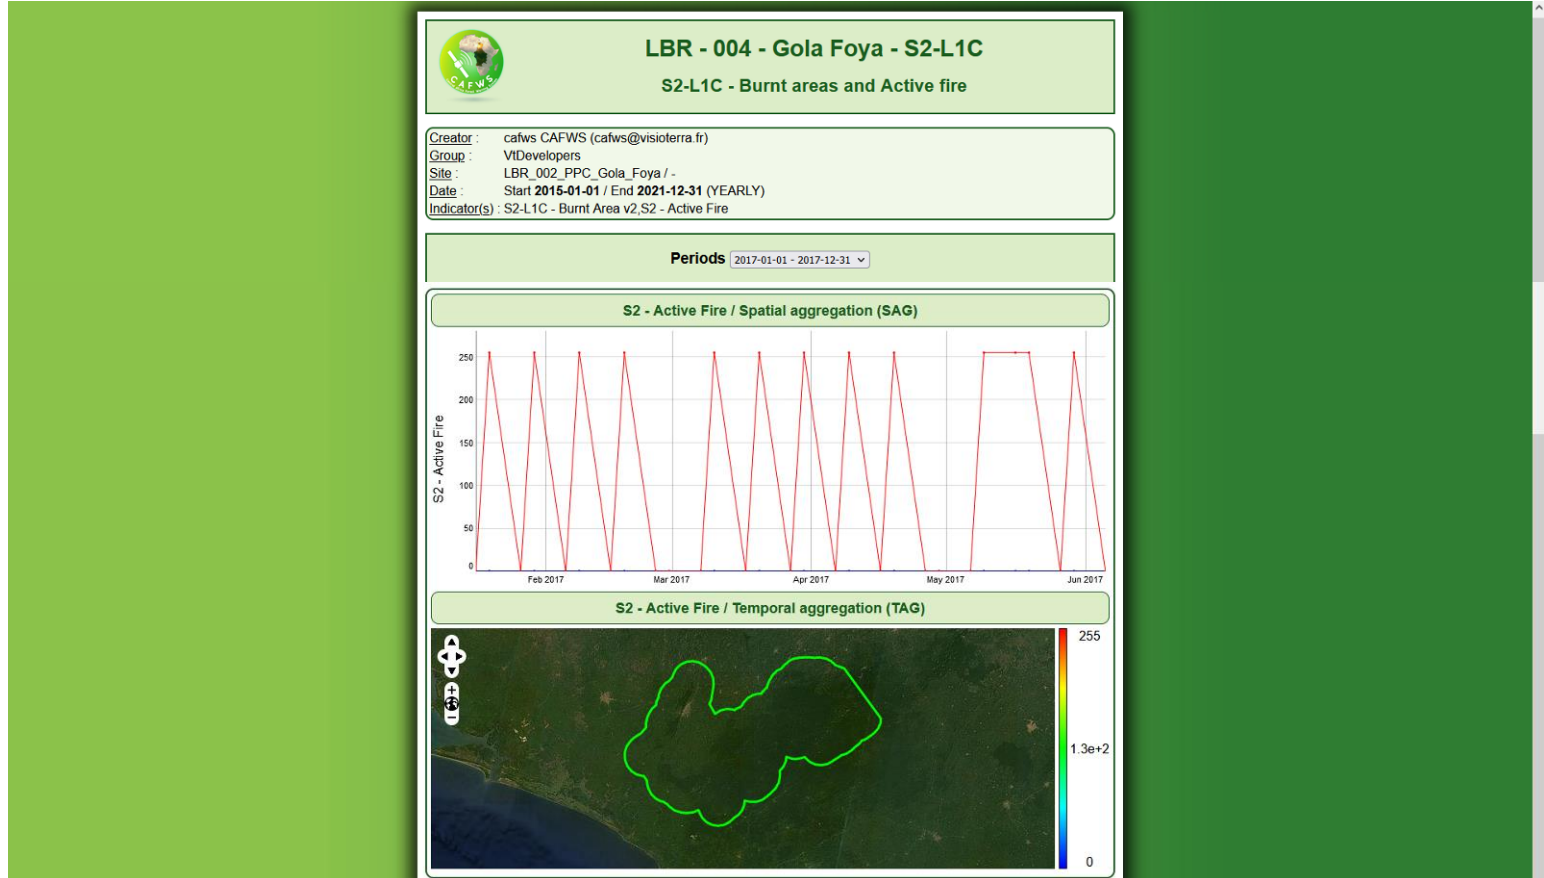 LBR - 004 - Gola Foya - S2-L1C
S2-L1C - Burnt areas and Active fire
CAFWS
Creator : cafws CAFWS (cafws@visioterra.fr)
Group : VtDevelopers
Site : LBR_002_PPC_Gola_Foya / -
Date : Start 2015-01-01 / End 2021-12-31 (YEARLY)
Indicator(s) : S2-L1C - Burnt Area v2,S2 - Active Fire
Periods 2017-01-01 - 2017-12-31
S2 - Active Fire / Spatial aggregation (SAG)
S2 - Active Fire
250
200
150
100
50
0
Feb 2017 Mar 2017 Apr 2017 May 2017 Jun 2017
S2 - Active Fire / Temporal aggregation (TAG)
255
1.3e+2
0